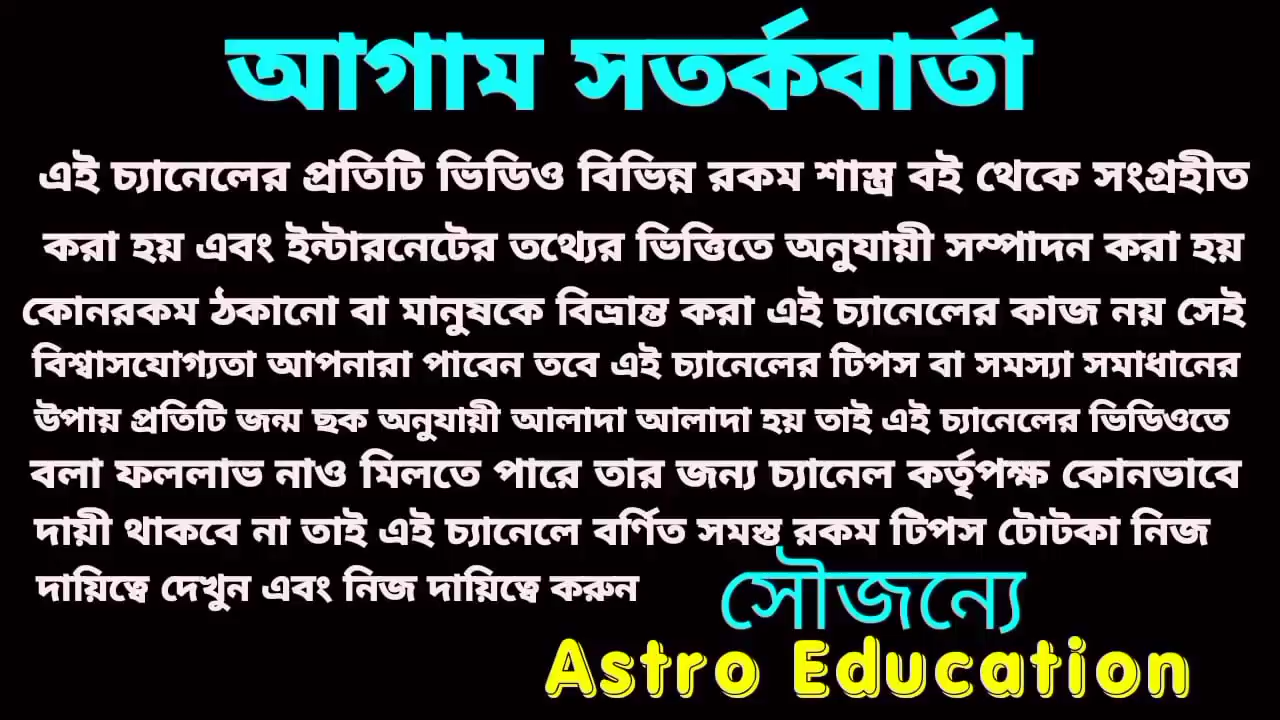 আগাম সতর্কবার্তা
এই চ্যানেলের প্রতিটি ভিডিও বিভিন্ন রকম শাস্ত্র বই থেকে সংগ্রহীত
করা হয় এবং ইন্টারনেটের তথ্যের ভিত্তিতে অনুযায়ী সম্পাদন করা হয়
কোনরকম ঠকানো বা মানুষকে বিভ্রান্ত করা এই চ্যানেলের কাজ নয় সেই
বিশ্বাসযোগ্যতা আপনারা পাবেন তবে এই চ্যানেলের টিপস বা সমস্যা সমাধানের
উপায় প্রতিটি জন্ম ছক অনুযায়ী আলাদা আলাদা হয় তাই এই চ্যানেলের ভিডিওতে
বলা ফললাভ নাও মিলতে পারে তার জন্য চ্যানেল কর্তৃপক্ষ কোনভাবে
দায়ী থাকবে না তাই এই চ্যানেলে বর্ণিত সমস্ত রকম টিপস টোটকা নিজ
দায়িত্বে দেখুন এবং নিজ দায়িত্বে করুন
সৌজন্যে
Astro Education